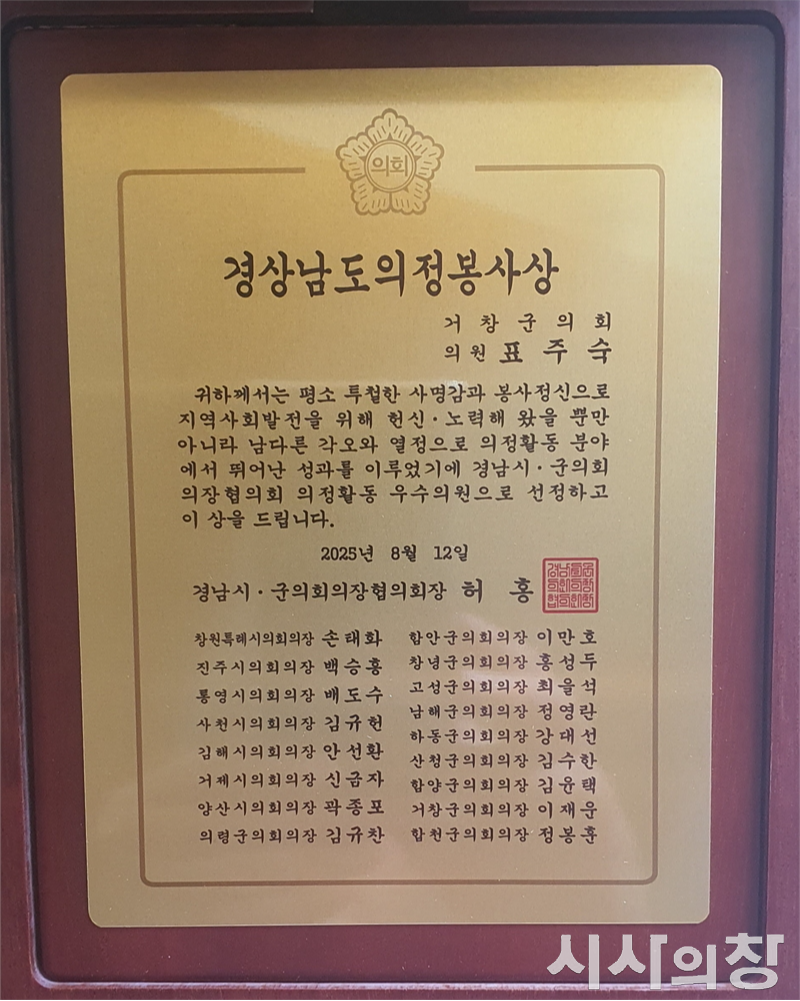 의회
경상남도의정봉사상
거창군의회
의원 표주숙
귀하께서는 평소 투철한 사명감과 봉사정신으로
지역사회발전을 위해 헌신·노력해 왔을 뿐만
아니라 남다른 각오와 열정으로 의정활동 분야
에서 뛰어난 성과를 이루었기에 경남시·군의회
의장협의회 의정활동 우수의원으로 선정하고
이 상을 드립니다.
2025년 8월 12일
경남시·군의회의장협의회장 허홍
창원특례시의회의장 손태화
진주시의회의장 백승흥
통영시의회의장 배도수
사천시의회의장 김규헌
김해시의회의장 안선환
거제시의회의장 신금자
양산시의회의장 곽종포
의령군의회의장 김규찬
함안군의회의장 이만호
창녕군의회의장 홍성두
고성군의회의장 최을석
남해군의회의장 정영란
하동군의회의장 강대선
산청군의회의장 김수한
함양군의회의장 김윤택
거창군의회의장 이재운
합천군의회의장 정봉훈
시사의창